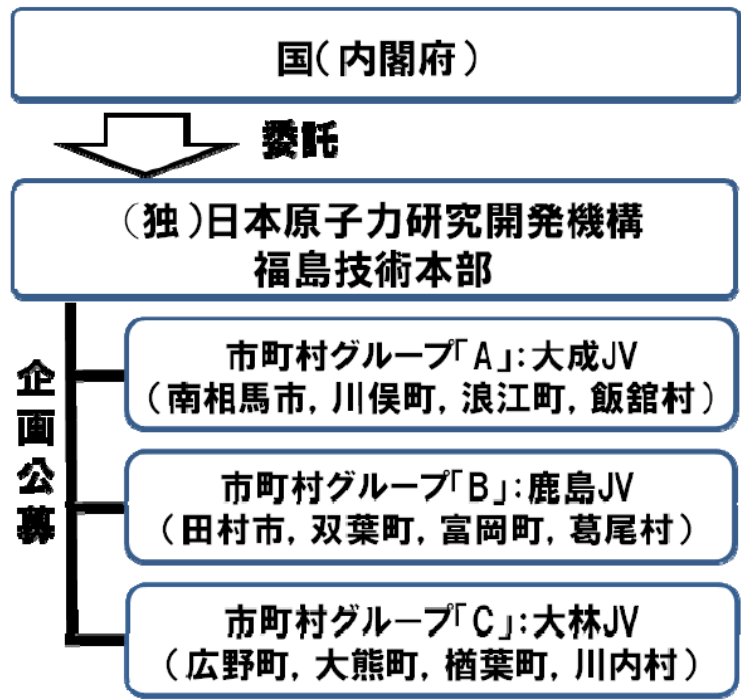 国(内閣府)
委託
(独)日本原子力研究開発機構
福島技術本部
企画公募
市町村グループ「A」:大成JV
(南相馬市, 川俣町, 浪江町, 飯舘村)
市町村グループ「B」:鹿島JV
(田村市, 双葉町, 富岡町, 葛尾村)
市町村グループ「C」:大林JV
(広野町, 大熊町, 楢葉町, 川内村)